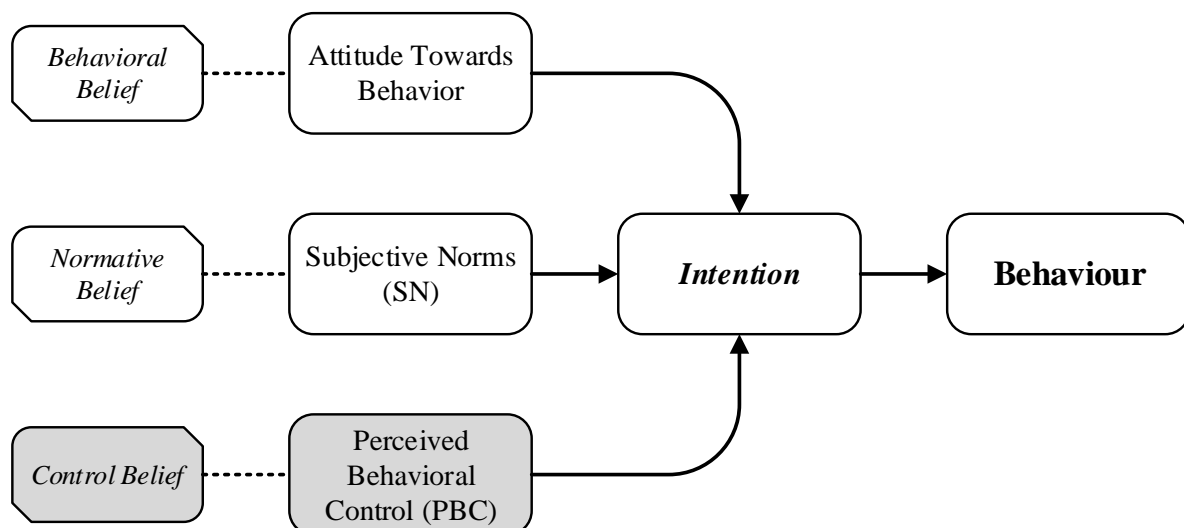 Behavioral
Belief
Attitude Towards
Behavior
Normative
Belief
Subjective Norms
(SN)
Intention
Behaviour
Control Belief
Perceived
Behavioral
Control (PBC)